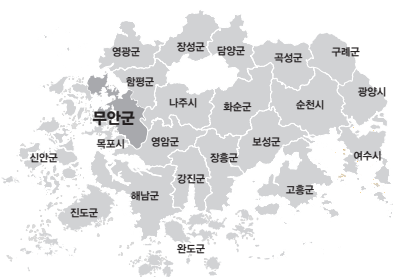 영광군
장성군
담양군
곡성군
구례군
함평군
나주시
화순군
순천시
광양시
무안군
목포시
영암군
장흥군
보성군
여수시
신안군
강진군
고흥군
해남군
진도군
완도군